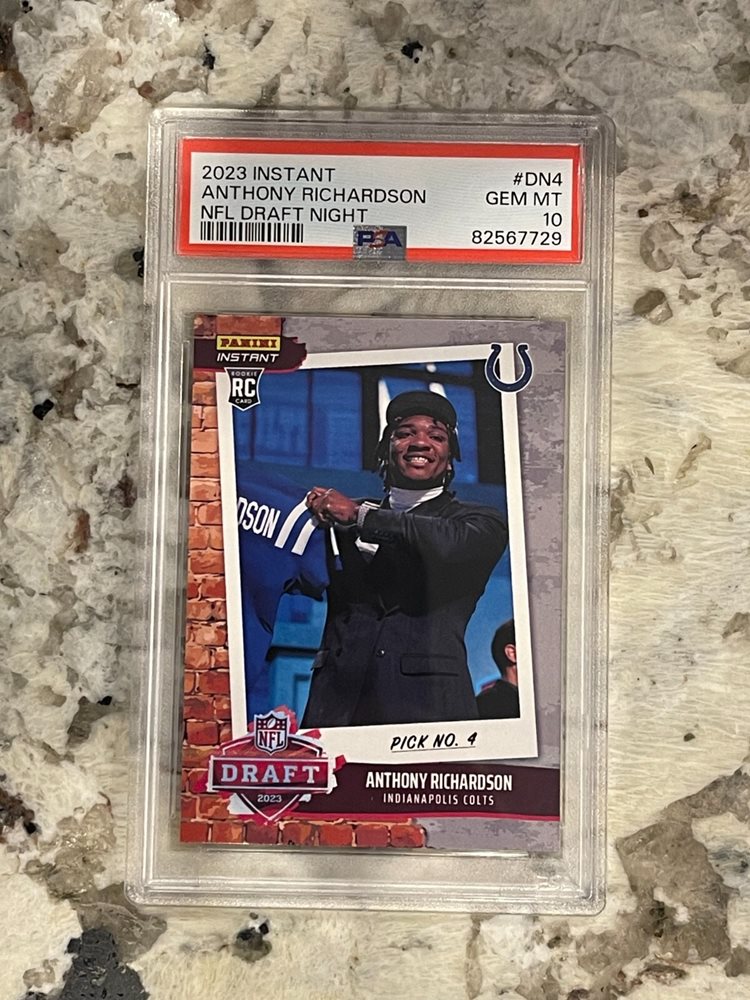 2023 INSTANT
#DN4
ANTHONY RICHARDSON
GEM MT
NFL DRAFT NIGHT
10
PSA
82567729
PANINI
INSTANT
ROOKIE
RC
CARD
DSON
PICK NO. 4
NFL
DRAFT
2023
ANTHONY RICHARDSON
INDIANAPOLIS COLTS